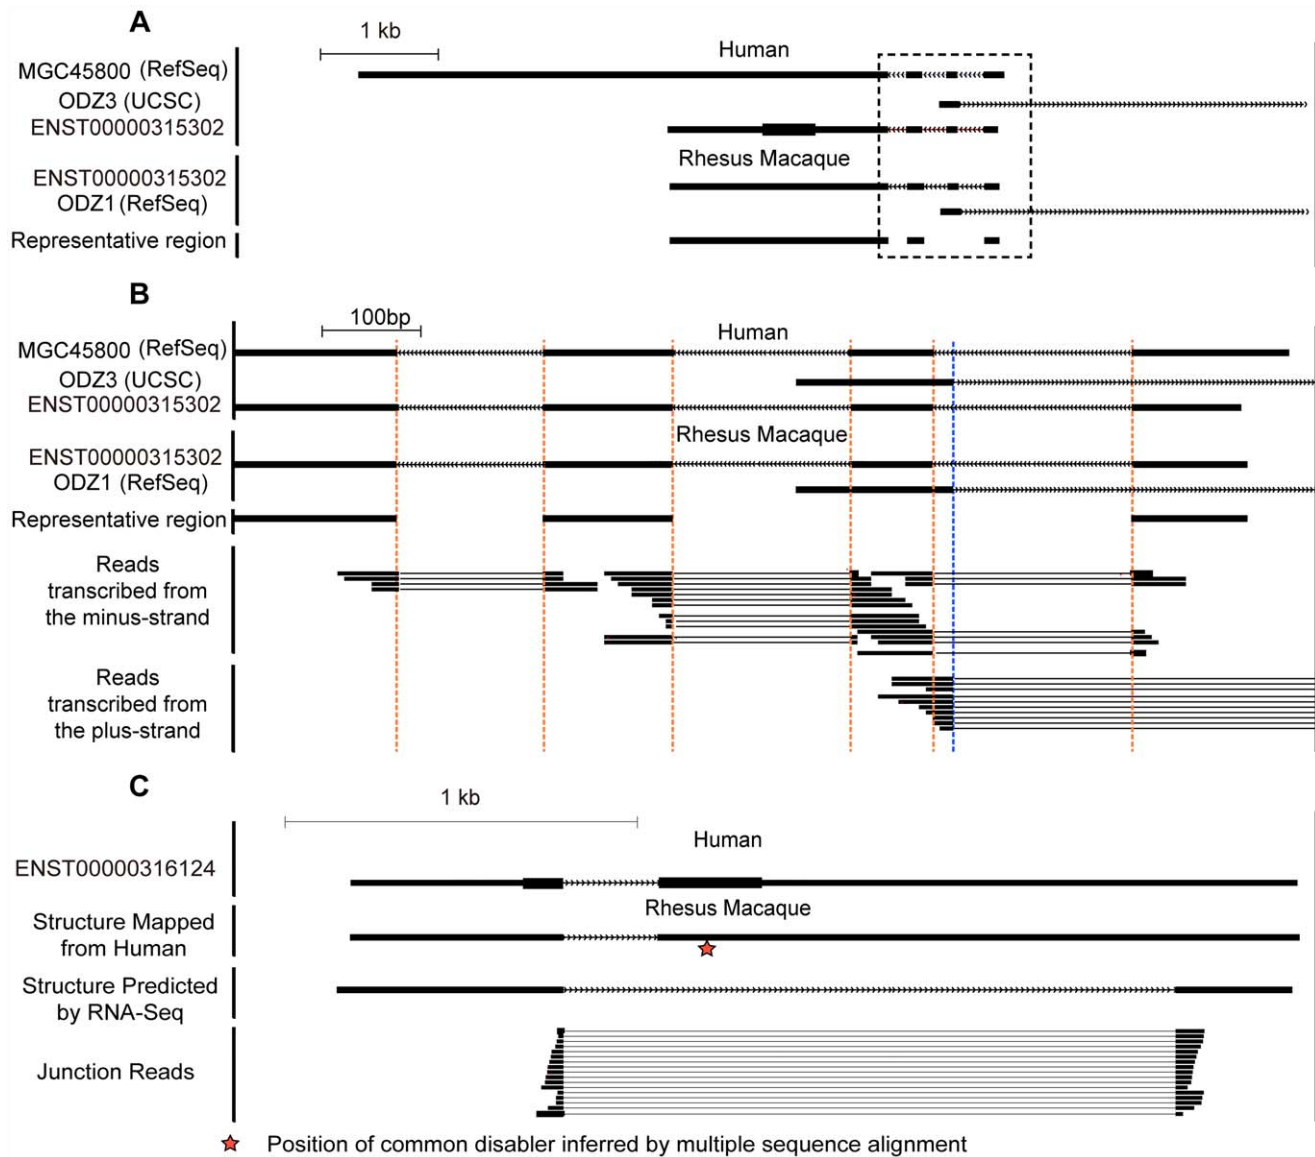 A
1 kb
Human
MGC45800 (RefSeq)
ODZ3 (UCSC)
ENST00000315302
Rhesus Macaque
ENST00000315302
ODZ1 (RefSeq)
Representative region
B
100bp
Human
MGC45800 (RefSeq)
ODZ3 (UCSC)
ENST00000315302
Rhesus Macaque
ENST00000315302
ODZ1 (RefSeq)
Representative region
Reads
transcribed from
the minus-strand
Reads
transcribed from
the plus-strand
C
1 kb
Human
ENST00000316124
Rhesus Macaque
Structure Mapped
from Human
Structure Predicted
by RNA-Seq
Junction Reads
Position of common disabler inferred by multiple sequence alignment